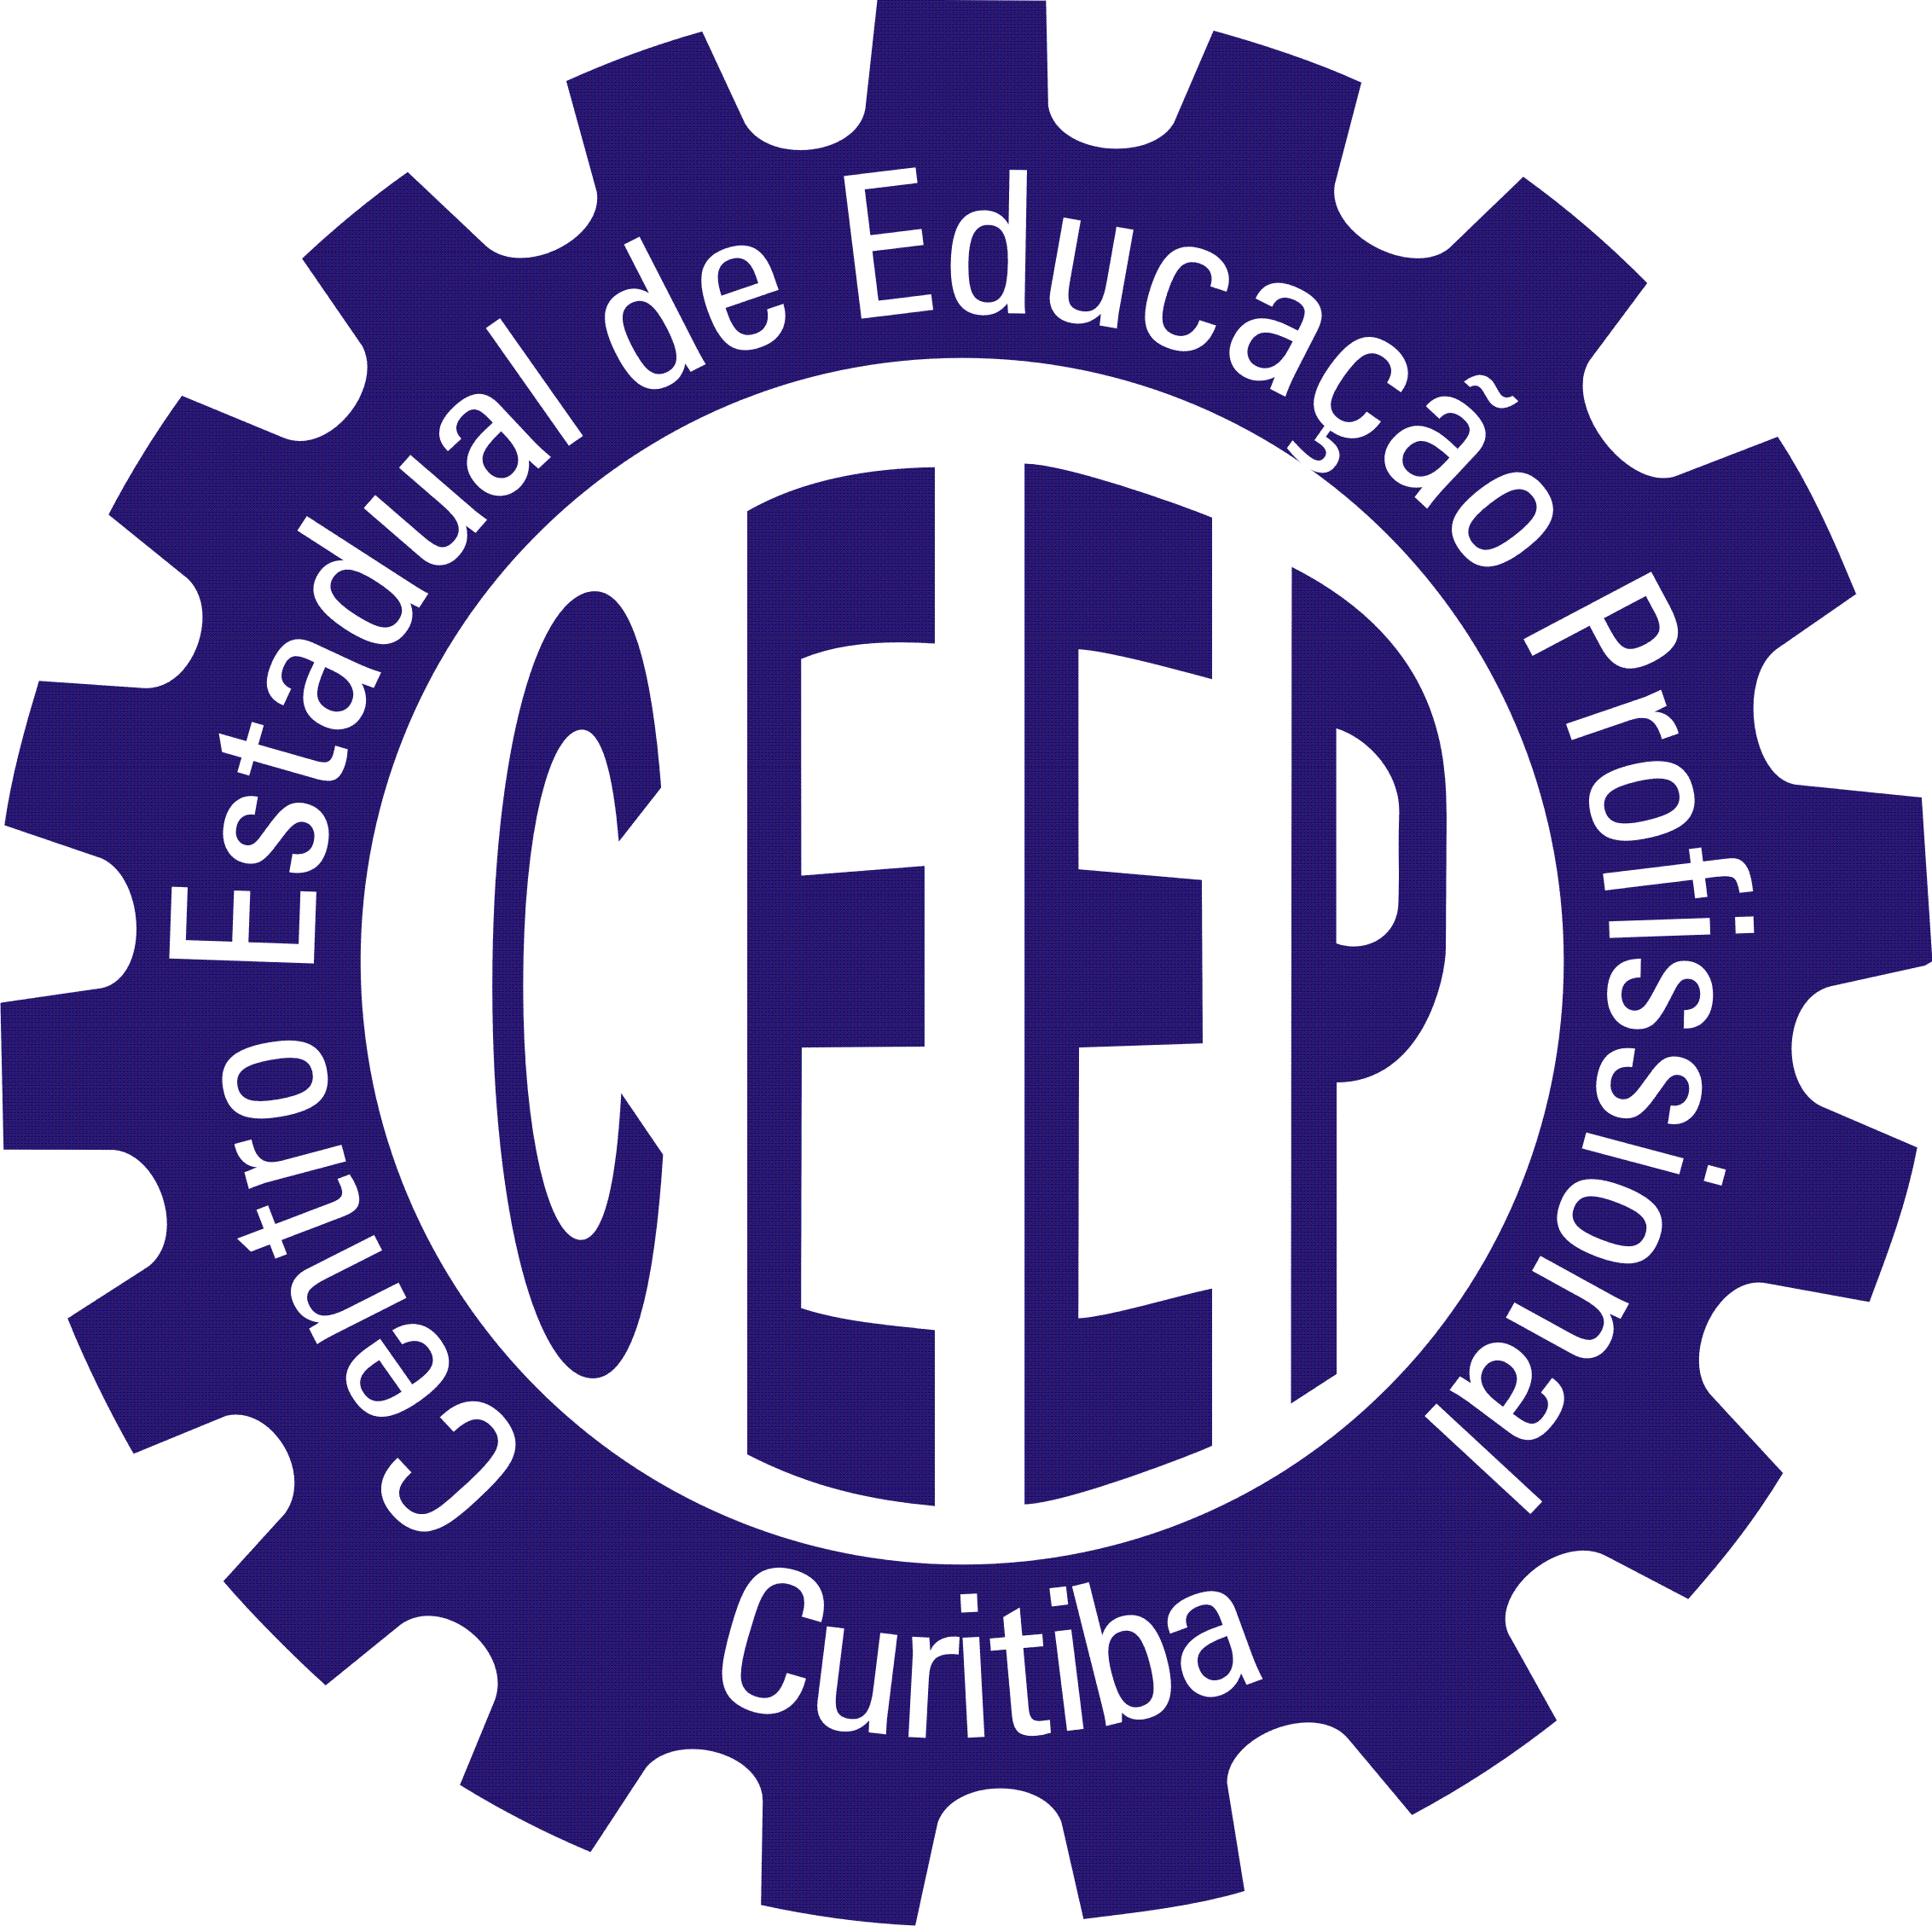 Centro Estadual de Educação Profissional
CEEP
Curitiba